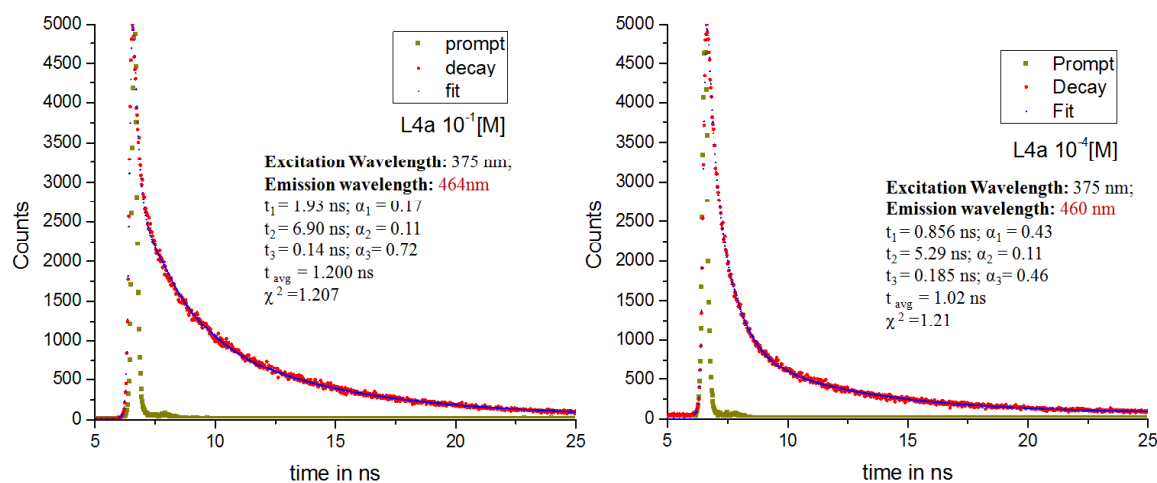 5000
4500
4000
3500
3000
2500
2000
1500
1000
500
0
Counts
prompt
decay
fit
L4a 10⁻¹[M]
Excitation Wavelength: 375 nm;
Emission wavelength: 464nm
t₁ = 1.93 ns; α₁ = 0.17
t₂ = 6.90 ns; α₂ = 0.11
t₃ = 0.14 ns; α₃= 0.72
t avg = 1.200 ns
χ² =1.207
5 10 15 20 25
time in ns
5000
4500
4000
3500
3000
2500
2000
1500
1000
500
0
Counts
Prompt
Decay
Fit
L4a 10⁻⁴[M]
Excitation Wavelength: 375 nm;
Emission wavelength: 460 nm
t₁ = 0.856 ns; α₁ = 0.43
t₂ = 5.29 ns; α₂ = 0.11
t₃ = 0.185 ns; α₃= 0.46
t avg = 1.02 ns
χ² =1.21
5 10 15 20 25
time in ns